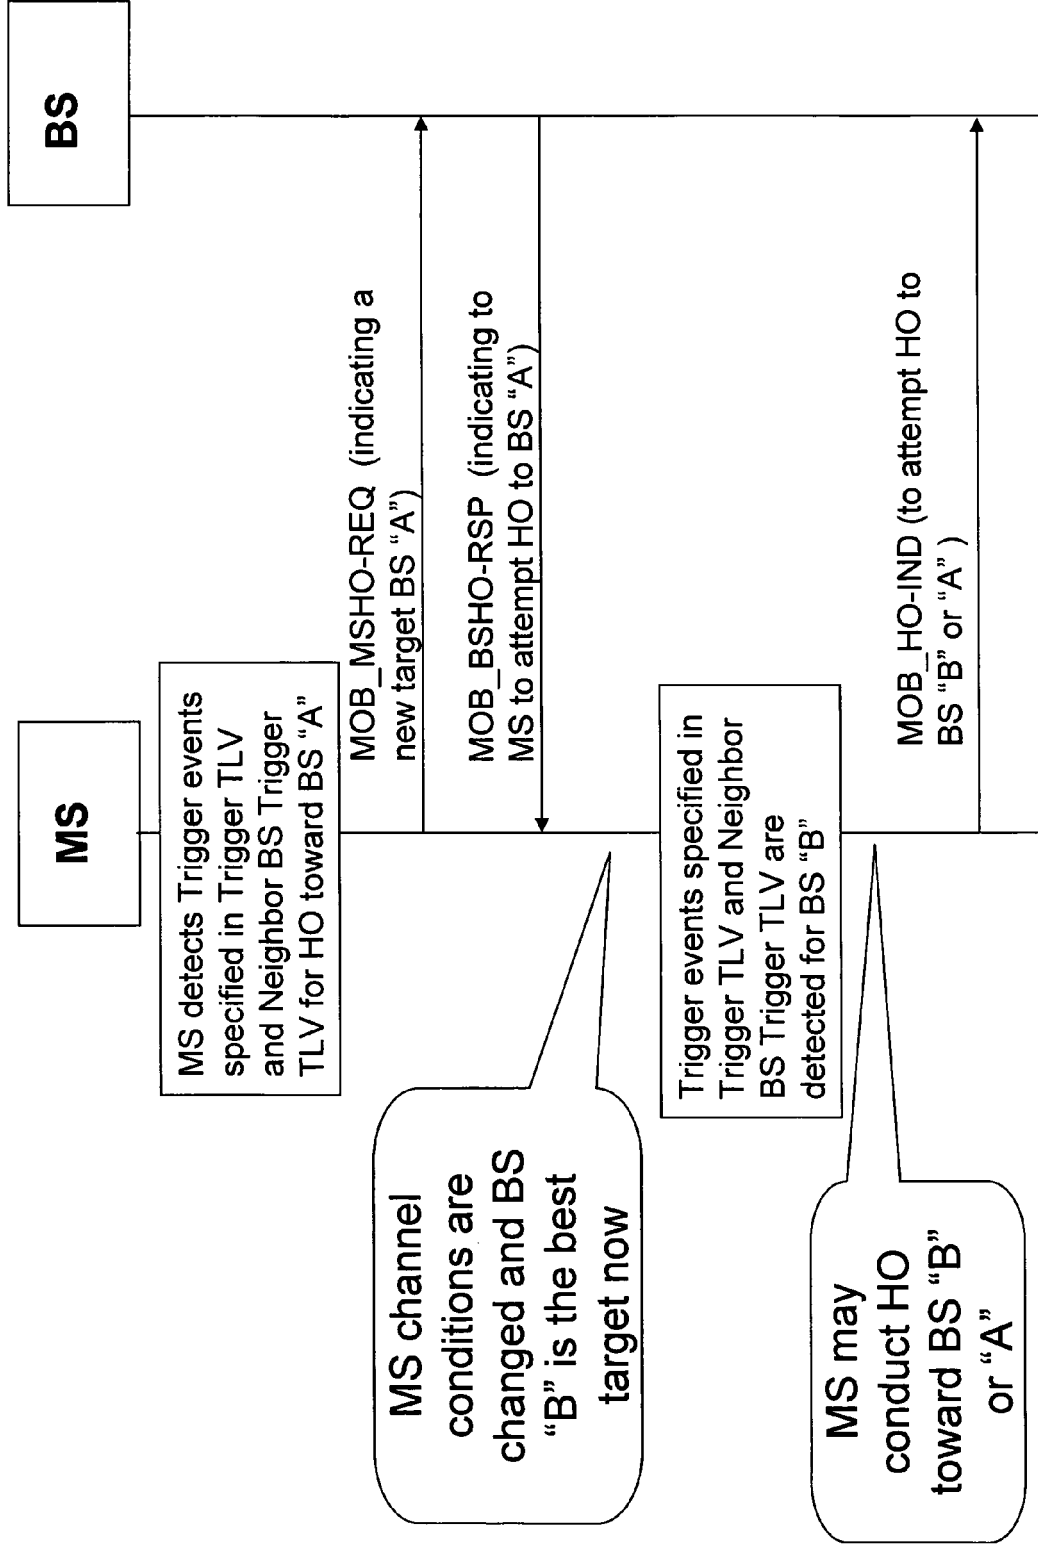 MS
BS
MS detects Trigger events
specified in Trigger TLV
and Neighbor BS Trigger
TLV for HO toward BS “A”
MOB_MSHO-REQ (indicating a
new target BS “A”)
MOB_BSHO-RSP (indicating to
MS to attempt HO to BS “A”)
MS channel
conditions are
changed and BS
“B” is the best
target now
Trigger events specified in
Trigger TLV and Neighbor
BS Trigger TLV are
detected for BS “B”
MS may
conduct HO
toward BS “B”
or “A”
MOB_HO-IND (to attempt HO to
BS “B” or “A”)